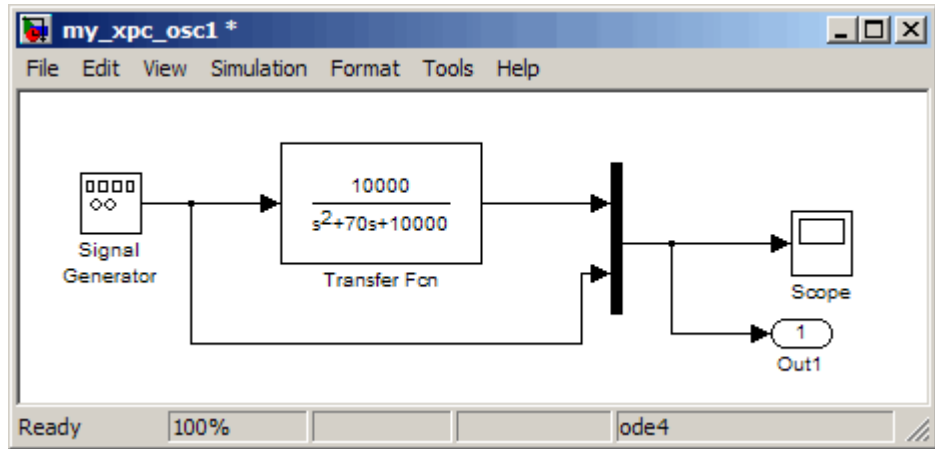 my_xpc_osc1 *
File Edit View Simulation Format Tools Help
10000
s2+70s+10000
Signal
Generator
Transfer Fcn
Scope
1
Out1
Ready 100% ode4